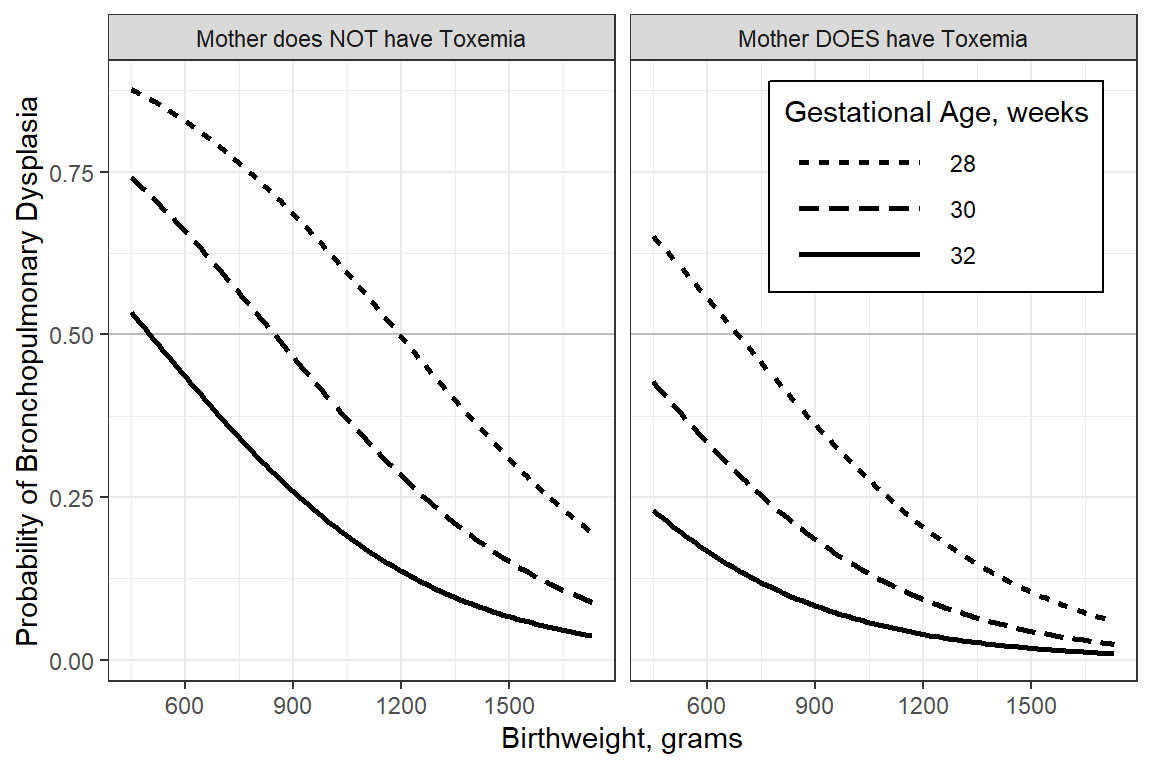 Mother does NOT have Toxemia
Mother DOES have Toxemia
Gestational Age, weeks
28
30
32
Probability of Bronchopulmonary Dysplasia
0.75
0.50
0.25
0.00
600 900 1200 1500
600 900 1200 1500
Birthweight, grams